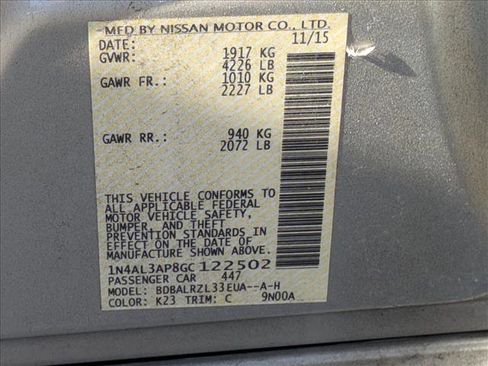 MFD BY NISSAN MOTOR CO., LTD.
DATE: 11/15
GVWR: 1917 KG
4226 LB
GAWR FR.: 1010 KG
2227 LB
GAWR RR.: 940 KG
2072 LB
THIS VEHICLE CONFORMS TO
ALL APPLICABLE FEDERAL
MOTOR VEHICLE SAFETY,
BUMPER, AND THEFT
PREVENTION STANDARDS IN
EFFECT ON THE DATE OF
MANUFACTURE SHOWN ABOVE.
1N4AL3AP8GC 122502
PASSENGER CAR 447
MODEL: BDBALRZL33EUA--A-H
COLOR: K23 TRIM: C 9N00A